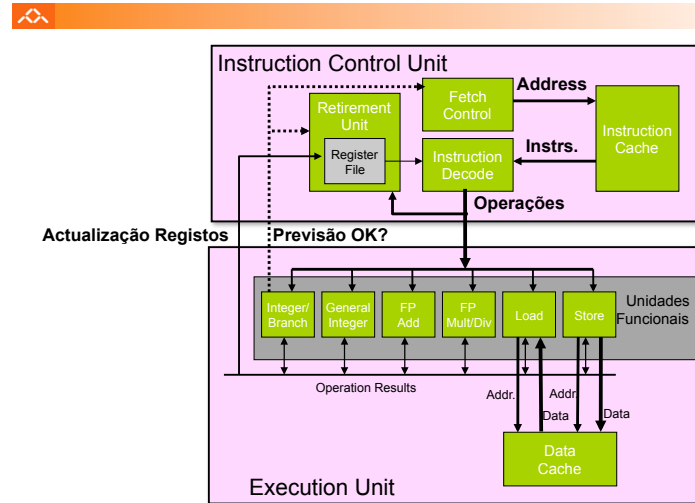 Instruction Control Unit
Address
Fetch
Control
Retirement
Unit
Instruction
Cache
Register
File
Instruction
Decode
Instrs.
Operações
Actualização Registos
Previsão OK?
Unidades
Funcionais
Integer/
Branch
General
Integer
FP
Add
FP
Mult/Div
Load
Store
Operation Results
Addr.
Addr.
Data
Data
Data
Cache
Execution Unit